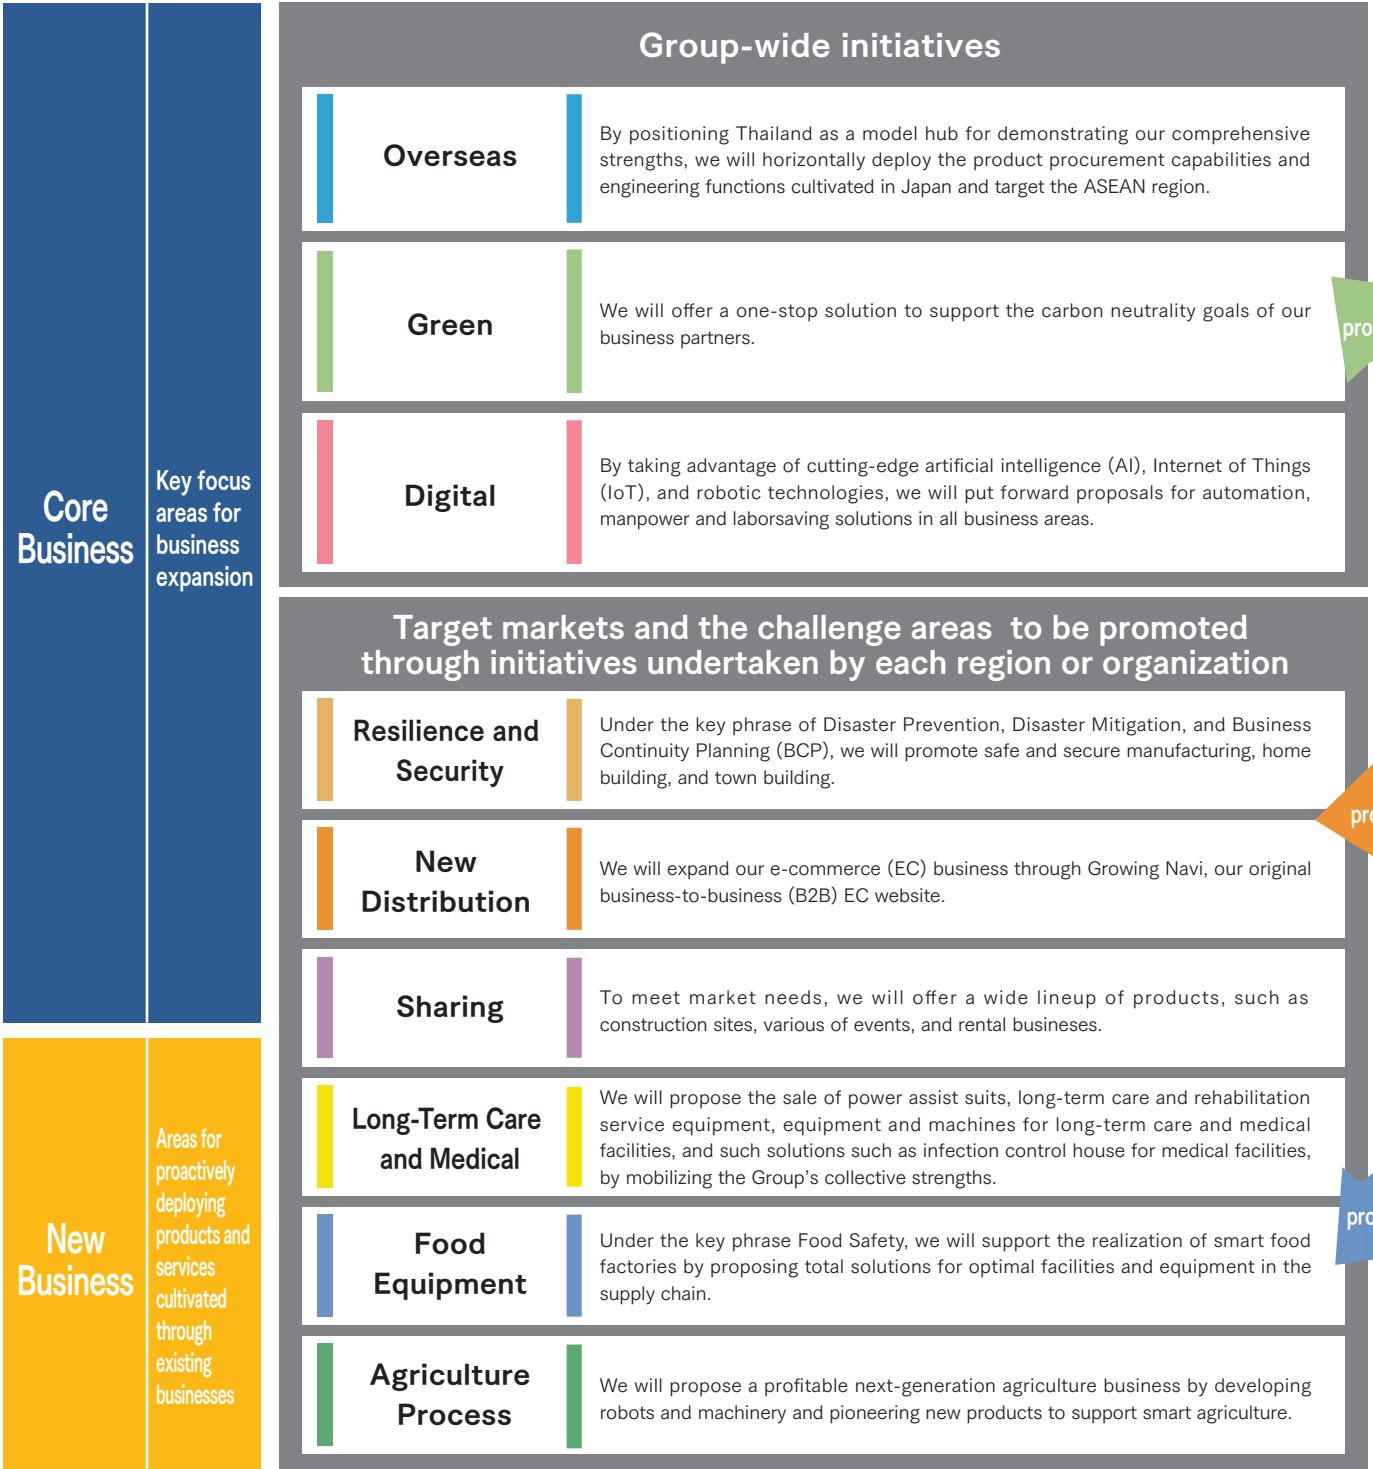 Core
Business
Key focus
areas for
business
expansion
New
Business
Areas for
proactively
deploying
products and
services
cultivated
through
existing
businesses
Group-wide initiatives
Overseas
By positioning Thailand as a model hub for demonstrating our comprehensive
strengths, we will horizontally deploy the product procurement capabilities and
engineering functions cultivated in Japan and target the ASEAN region.
Green
We will offer a one-stop solution to support the carbon neutrality goals of our
business partners.
pro
Digital
By taking advantage of cutting-edge artificial intelligence (AI), Internet of Things
(IoT), and robotic technologies, we will put forward proposals for automation,
manpower and laborsaving solutions in all business areas.
Target markets and the challenge areas to be promoted
through initiatives undertaken by each region or organization
Resilience and
Security
Under the key phrase of Disaster Prevention, Disaster Mitigation, and Business
Continuity Planning (BCP), we will promote safe and secure manufacturing, home
building, and town building.
pro
New
Distribution
We will expand our e-commerce (EC) business through Growing Navi, our original
business-to-business (B2B) EC website.
Sharing
To meet market needs, we will offer a wide lineup of products, such as
construction sites, various of events, and rental busineses.
Long-Term Care
and Medical
We will propose the sale of power assist suits, long-term care and rehabilitation
service equipment, equipment and machines for long-term care and medical
facilities, and such solutions such as infection control house for medical facilities,
by mobilizing the Group's collective strengths.
Food
Equipment
Under the key phrase Food Safety, we will support the realization of smart food
factories by proposing total solutions for optimal facilities and equipment in the
supply chain.
pro
Agriculture
Process
We will propose a profitable next-generation agriculture business by developing
robots and machinery and pioneering new products to support smart agriculture.